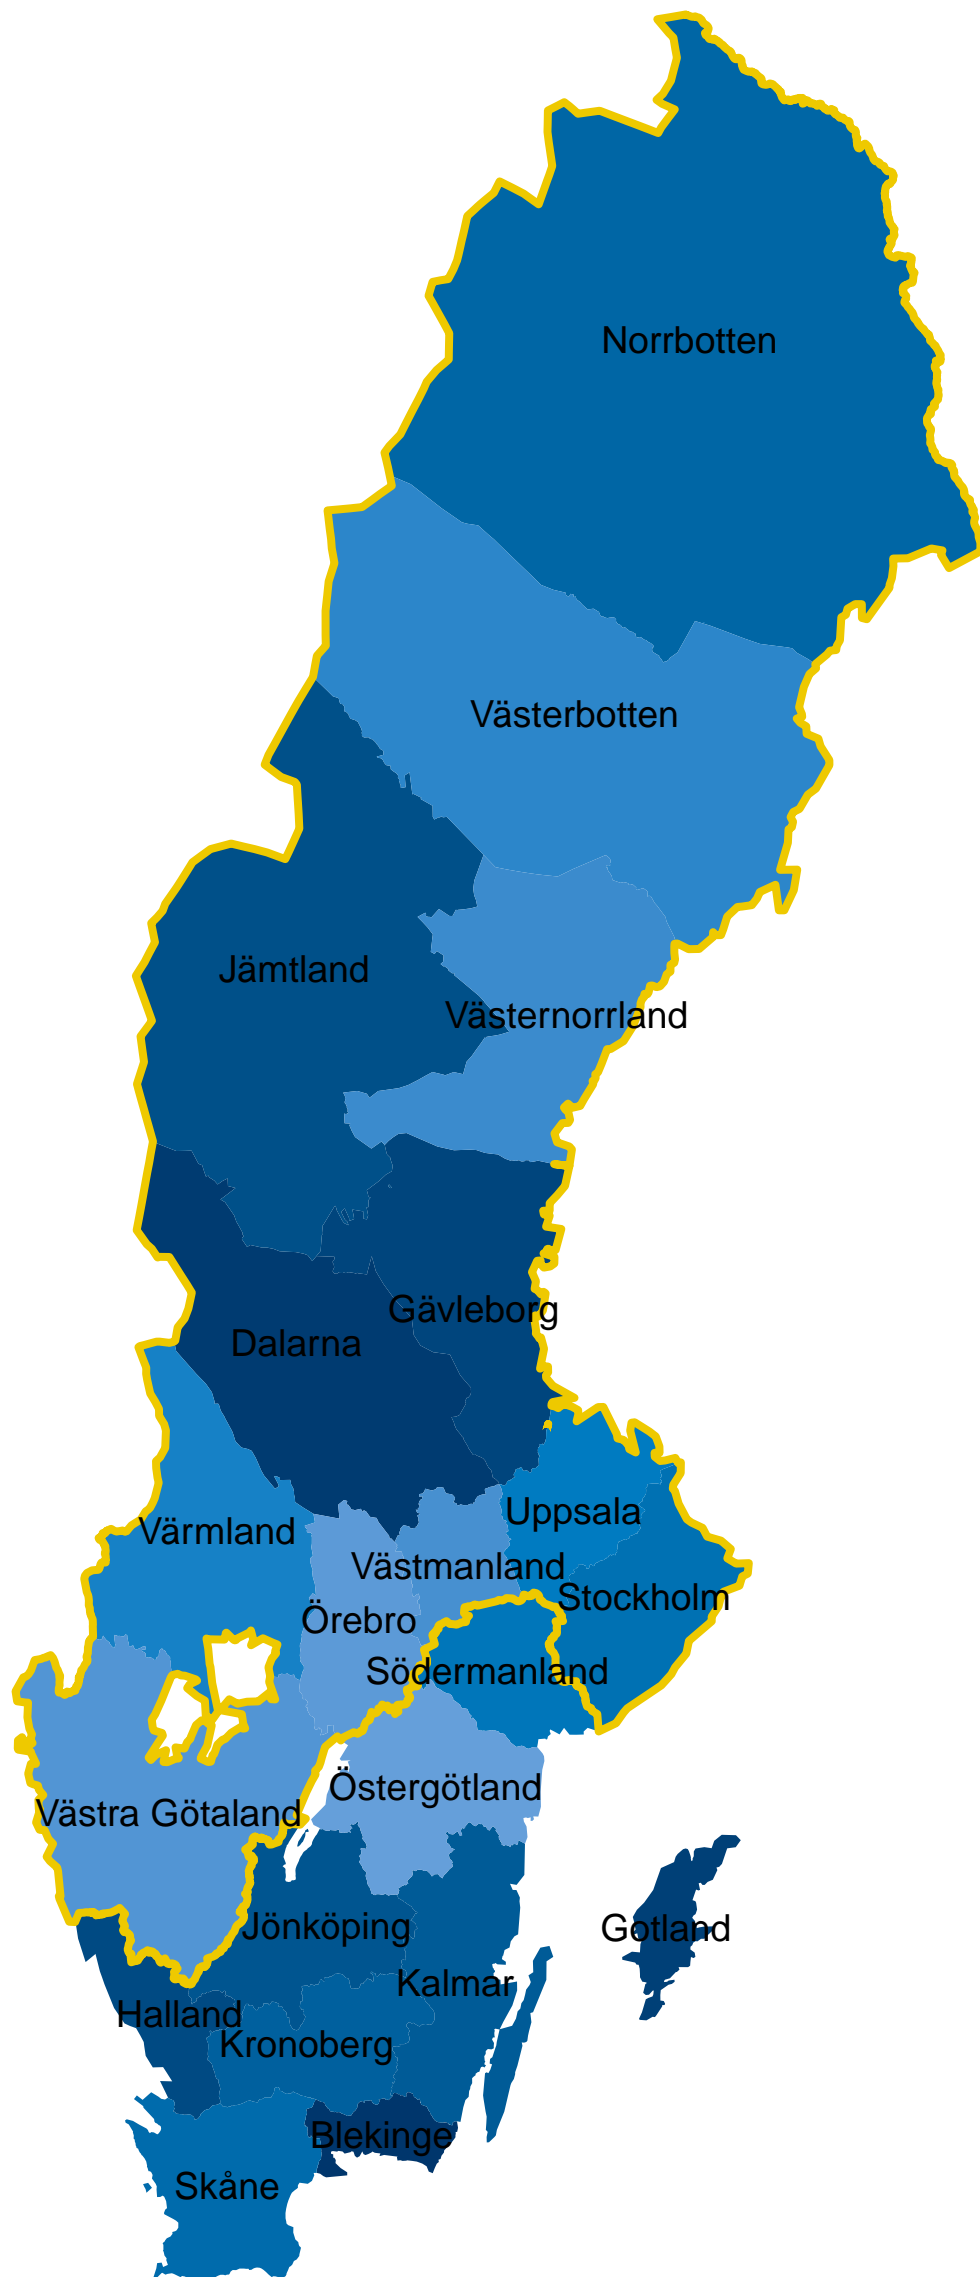 Norrbotten
Västerbotten
Jämtland
Västernorrland
Gävleborg
Dalarna
Uppsala
Värmland
Västmanland
Stockholm
Örebro
Södermanland
Östergötland
Västra Götaland
Jönköping
Gotland
Kalmar
Halland
Kronoberg
Blekinge
Skåne